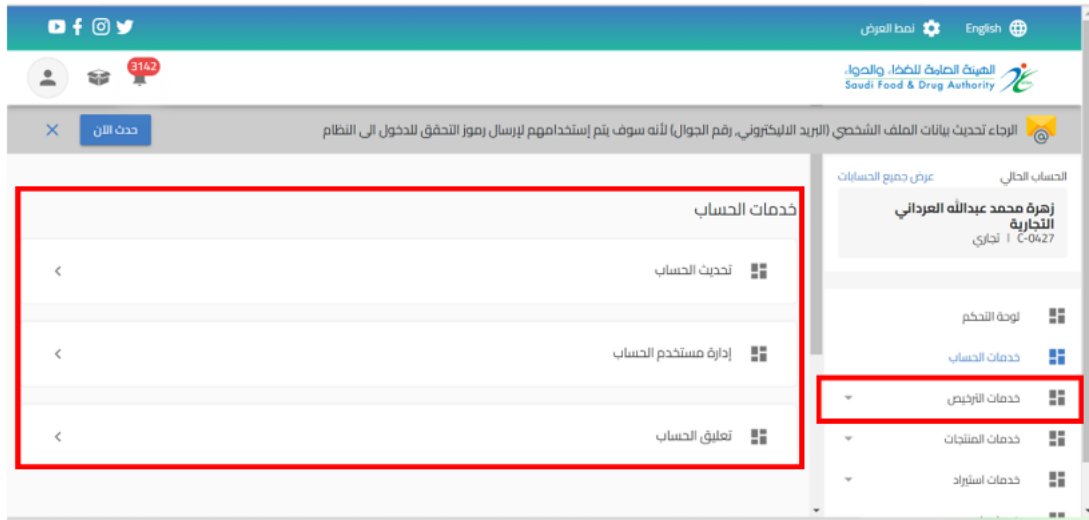 English
نمط العرض
الهيئة العامة للغذاء والدواء
Saudi Food & Drug Authority
3142
الرجاء تحديث بيانات الملف الشخصي (البريد الاليكتروني, رقم الجوال) لأنه سوف يتم إستخدامهم لإرسال رموز التحقق للدخول الى النظام
حدث الآن
الحساب الحالي
عرض جميع الحسابات
زهرة محمد عبدالله العرداني
التجارية
C-0427 | تجاري
لوحة التحكم
خدمات الحساب
خدمات الترخيص
خدمات المنتجات
خدمات استيراد
خدمات الحساب
تحديث الحساب
إدارة مستخدم الحساب
تعليق الحساب